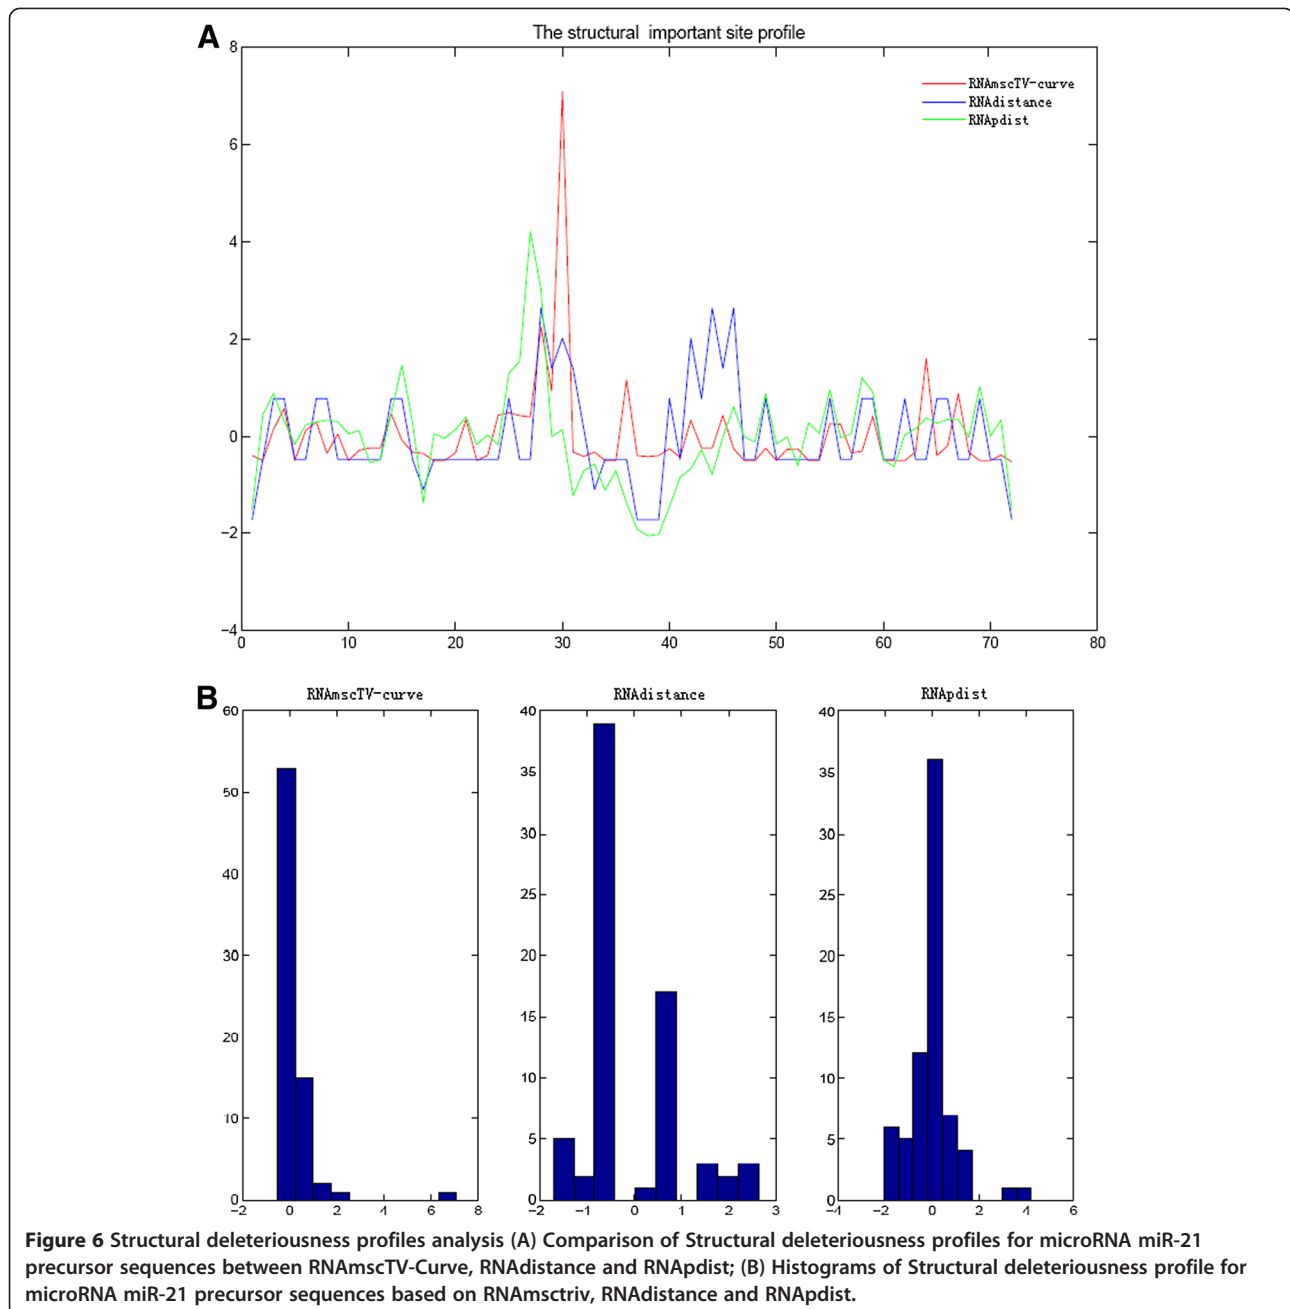 A
The structural important site profile
8
6
4
2
0
−2
−4
0 10 20 30 40 50 60 70 80
RNAmscTV-curve
RNAdistance
RNApdist
B
RNAmscTV-curve
60
50
40
30
20
10
0
−2 0 2 4 6 8
RNAdistance
40
35
30
25
20
15
10
5
0
−2 −1 0 1 2 3
RNApdist
40
35
30
25
20
15
10
5
0
−4 −2 0 2 4 6
Figure 6 Structural deleteriousness profiles analysis (A) Comparison of Structural deleteriousness profiles for microRNA miR-21
precursor sequences between RNAmscTV-Curve, RNAdistance and RNApdist; (B) Histograms of Structural deleteriousness profile for
microRNA miR-21 precursor sequences based on RNAmsctriv, RNAdistance and RNApdist.